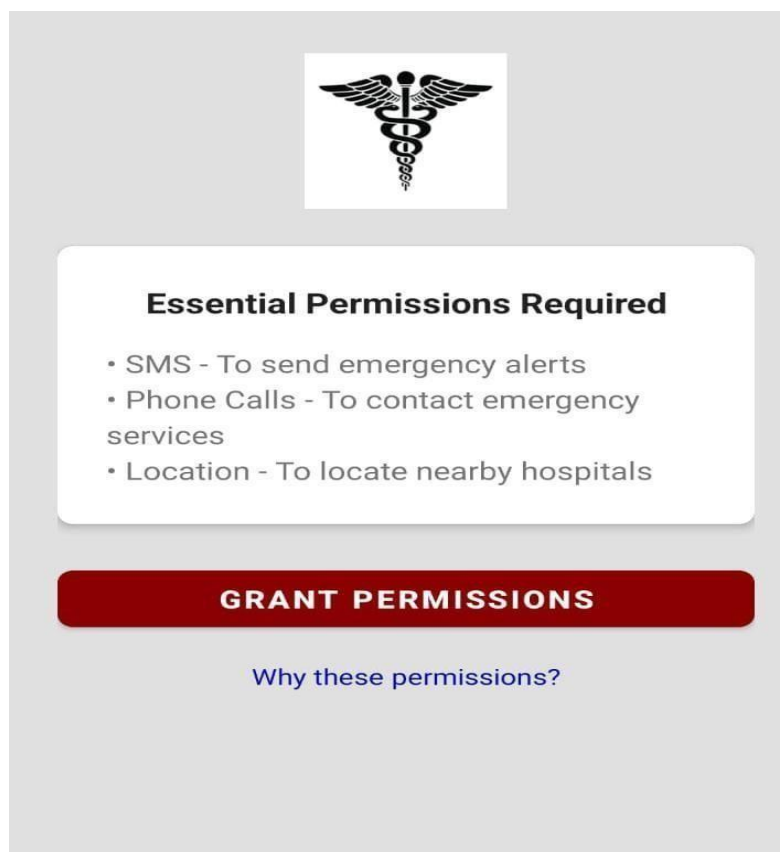 Essential Permissions Required
• SMS - To send emergency alerts
• Phone Calls - To contact emergency
services
• Location - To locate nearby hospitals
GRANT PERMISSIONS
Why these permissions?